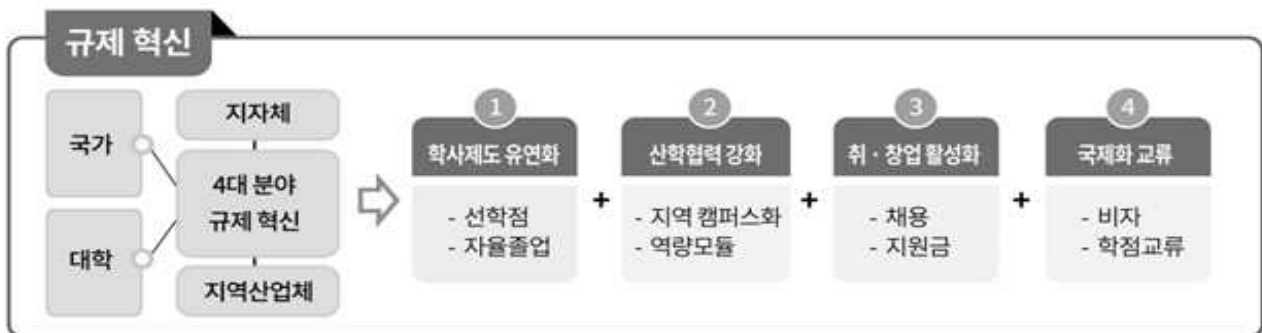 규제 혁신
국가
대학
지자체
4대 분야
규제 혁신
지역산업체
1
학사제도 유연화
- 선학점
- 자율졸업
+
2
산학협력 강화
- 지역 캠퍼스화
- 역량모듈
+
3
취 · 창업 활성화
- 채용
- 지원금
+
4
국제화 교류
- 비자
- 학점교류